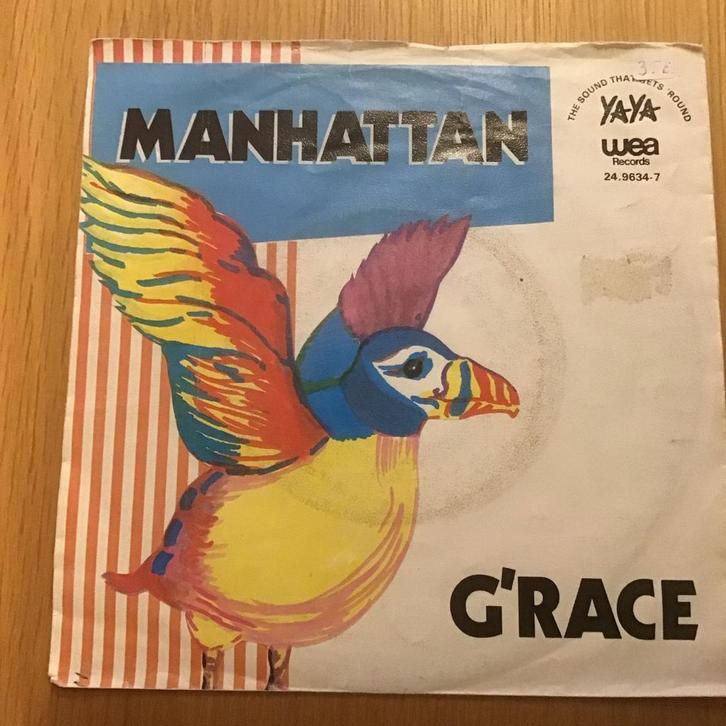 MANHATTAN
THE SOUND THAT GETS 'ROUND
YAYA
wea
Records
24.9634-7
G'RACE